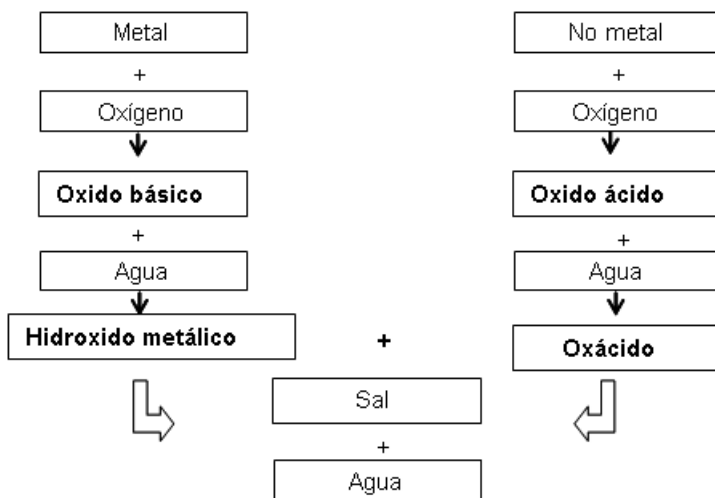 Metal
No metal
+
+
Oxígeno
Oxígeno
Oxido básico
Oxido ácido
+
+
Agua
Agua
Hidroxido metálico
+
Oxácido
Sal
+
Agua